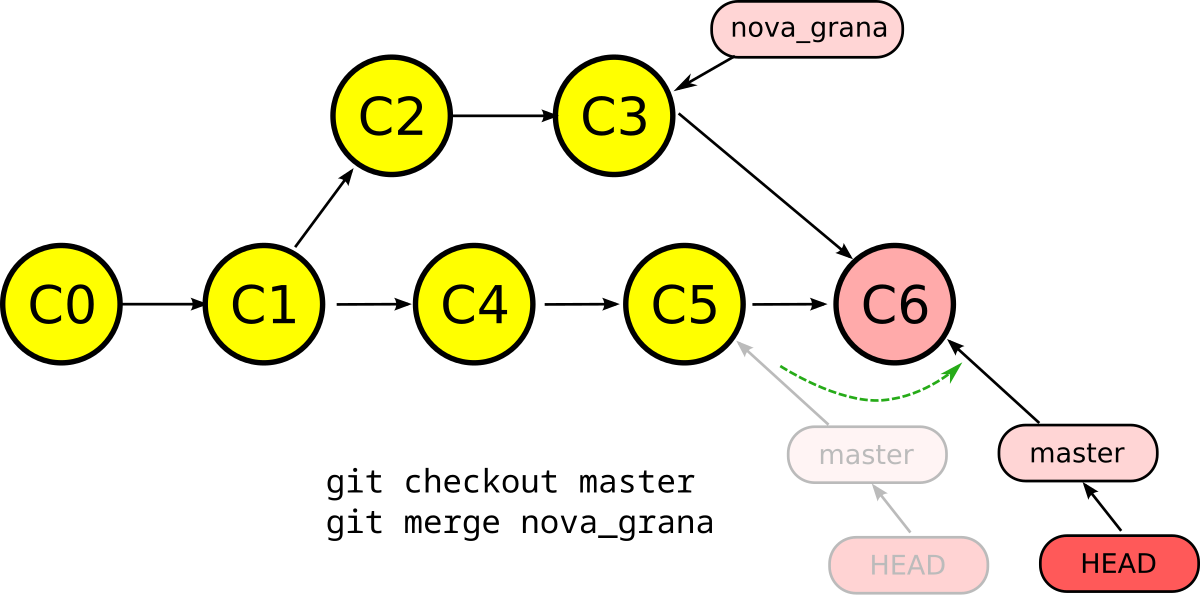 nova_grana
C2
C3
C0
C1
C4
C5
C6
master
master
git checkout master
git merge nova_grana
HEAD
HEAD